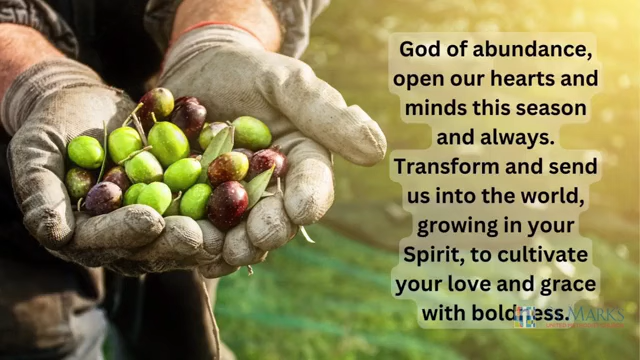 God of abundance,
open our hearts and
minds this season
and always.
Transform and send
us into the world,
growing in your
Spirit, to cultivate
your love and grace
with boldness.
MARKS